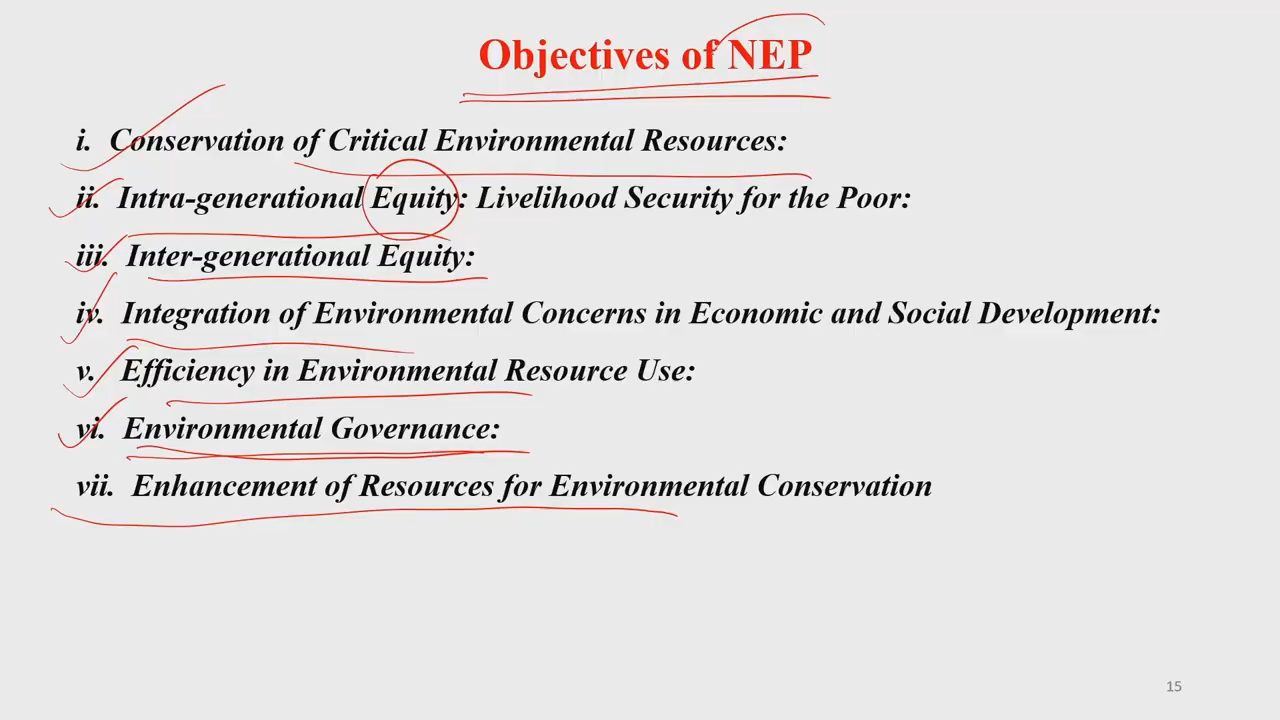 Objectives of NEP
i. Conservation of Critical Environmental Resources:
ii. Intra-generational Equity: Livelihood Security for the Poor:
iii. Inter-generational Equity:
iv. Integration of Environmental Concerns in Economic and Social Development:
v. Efficiency in Environmental Resource Use:
vi. Environmental Governance:
vii. Enhancement of Resources for Environmental Conservation
15